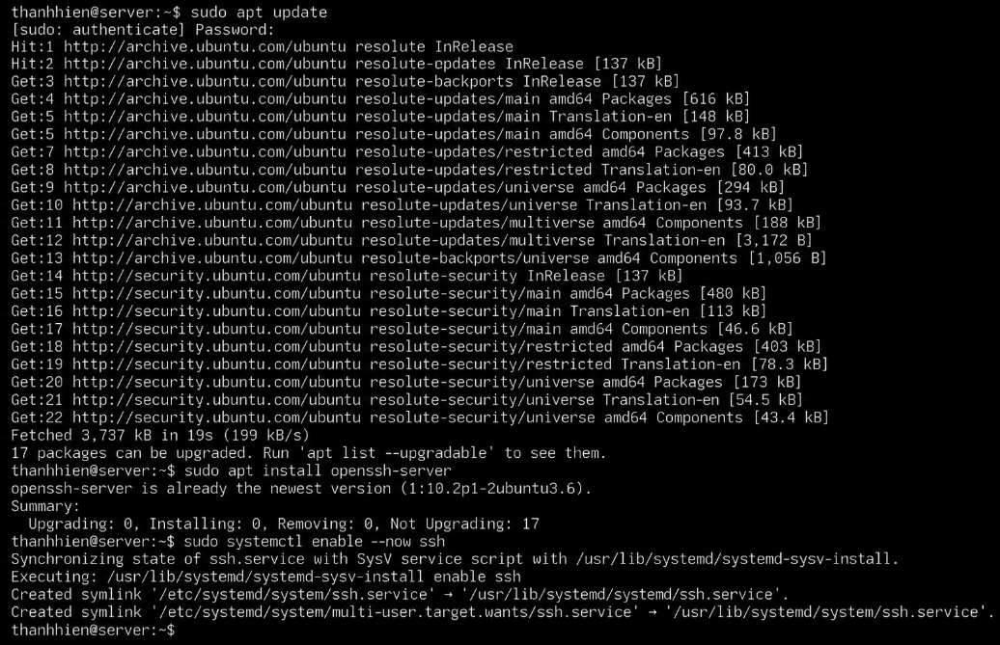 thanhhien@server:~$ sudo apt update
[sudo: authenticate] Password:
Hit:1 http://archive.ubuntu.com/ubuntu resolute InRelease
Hit:2 http://archive.ubuntu.com/ubuntu resolute-updates InRelease [137 kB]
Get:3 http://archive.ubuntu.com/ubuntu resolute-backports InRelease [137 kB]
Get:4 http://archive.ubuntu.com/ubuntu resolute-updates/main amd64 Packages [616 kB]
Get:5 http://archive.ubuntu.com/ubuntu resolute-updates/main Translation-en [148 kB]
Get:5 http://archive.ubuntu.com/ubuntu resolute-updates/main amd64 Components [97.8 kB]
Get:7 http://archive.ubuntu.com/ubuntu resolute-updates/restricted amd64 Packages [413 kB]
Get:8 http://archive.ubuntu.com/ubuntu resolute-updates/restricted Translation-en [80.0 kB]
Get:9 http://archive.ubuntu.com/ubuntu resolute-updates/universe amd64 Packages [294 kB]
Get:10 http://archive.ubuntu.com/ubuntu resolute-updates/universe Translation-en [93.7 kB]
Get:11 http://archive.ubuntu.com/ubuntu resolute-updates/multiverse amd64 Components [188 kB]
Get:12 http://archive.ubuntu.com/ubuntu resolute-updates/multiverse Translation-en [3,172 B]
Get:13 http://archive.ubuntu.com/ubuntu resolute-backports/universe amd64 Components [1,056 B]
Get:14 http://security.ubuntu.com/ubuntu resolute-security InRelease [137 kB]
Get:15 http://security.ubuntu.com/ubuntu resolute-security/main amd64 Packages [480 kB]
Get:16 http://security.ubuntu.com/ubuntu resolute-security/main Translation-en [113 kB]
Get:17 http://security.ubuntu.com/ubuntu resolute-security/main amd64 Components [46.6 kB]
Get:18 http://security.ubuntu.com/ubuntu resolute-security/restricted amd64 Packages [403 kB]
Get:19 http://security.ubuntu.com/ubuntu resolute-security/restricted Translation-en [78.3 kB]
Get:20 http://security.ubuntu.com/ubuntu resolute-security/universe amd64 Packages [173 kB]
Get:21 http://security.ubuntu.com/ubuntu resolute-security/universe Translation-en [54.5 kB]
Get:22 http://security.ubuntu.com/ubuntu resolute-security/universe amd64 Components [43.4 kB]
Fetched 3,737 kB in 19s (199 kB/s)
17 packages can be upgraded. Run 'apt list --upgradable' to see them.
thanhhien@server:~$ sudo apt install openssh-server
openssh-server is already the newest version (1:10.2p1-2ubuntu3.6).
Summary:
  Upgrading: 0, Installing: 0, Removing: 0, Not Upgrading: 17
thanhhien@server:~$ sudo systemctl enable --now ssh
Synchronizing state of ssh.service with SysV service script with /usr/lib/systemd/systemd-sysv-install.
Executing: /usr/lib/systemd/systemd-sysv-install enable ssh
Created symlink '/etc/systemd/system/ssh.service' → '/usr/lib/systemd/systemd/ssh.service'.
Created symlink '/etc/systemd/system/multi-user.target.wants/ssh.service' → '/usr/lib/systemd/system/ssh.service'.
thanhhien@server:~$